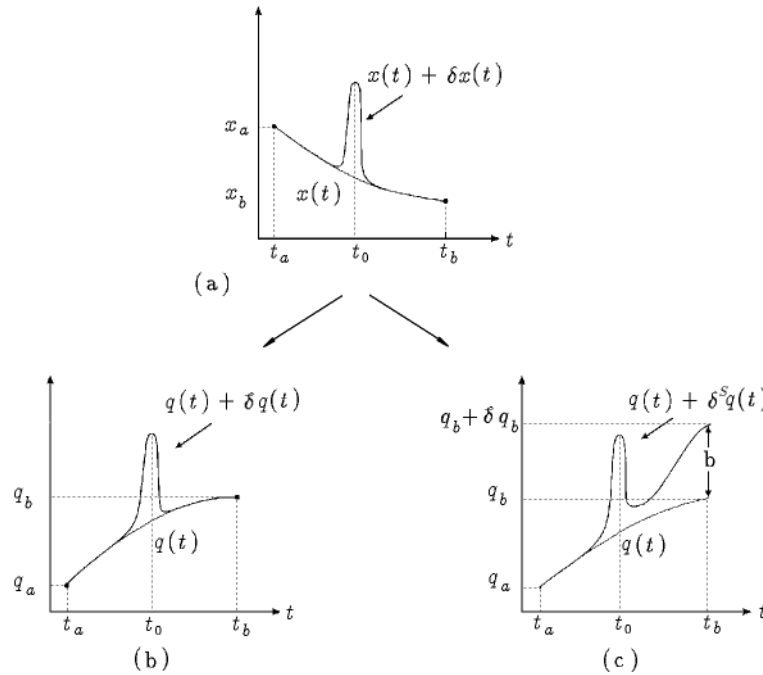 x(t) + δx(t)
x_a
x_b
x(t)
t_a t_0 t_b t
(a)
q(t) + δq(t)
q_b
q(t)
q_a
t_a t_0 t_b t
(b)
q(t) + δ^S q(t)
q_b + δq_b
b
q_b
q(t)
q_a
t_a t_0 t_b t
(c)